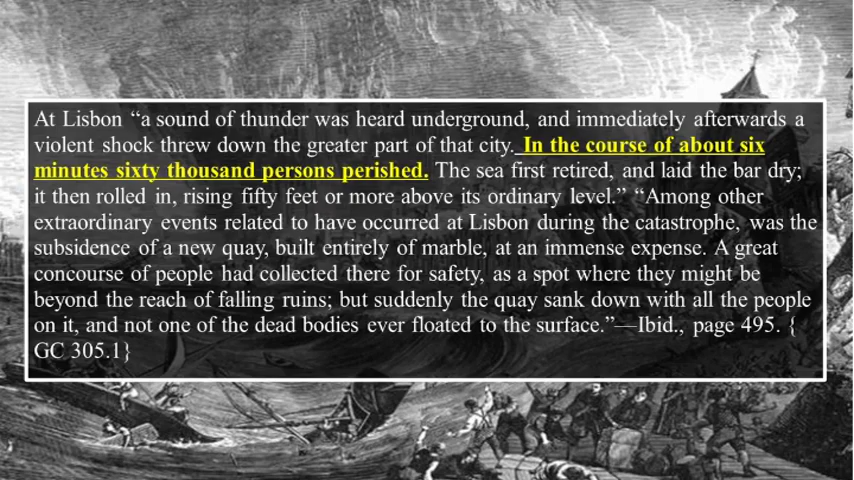 At Lisbon “a sound of thunder was heard underground, and immediately afterwards a
violent shock threw down the greater part of that city. In the course of about six
minutes sixty thousand persons perished. The sea first retired, and laid the bar dry;
it then rolled in, rising fifty feet or more above its ordinary level.” “Among other
extraordinary events related to have occurred at Lisbon during the catastrophe, was the
subsidence of a new quay, built entirely of marble, at an immense expense. A great
concourse of people had collected there for safety, as a spot where they might be
beyond the reach of falling ruins; but suddenly the quay sank down with all the people
on it, and not one of the dead bodies ever floated to the surface.”—Ibid., page 495. {
GC 305.1}